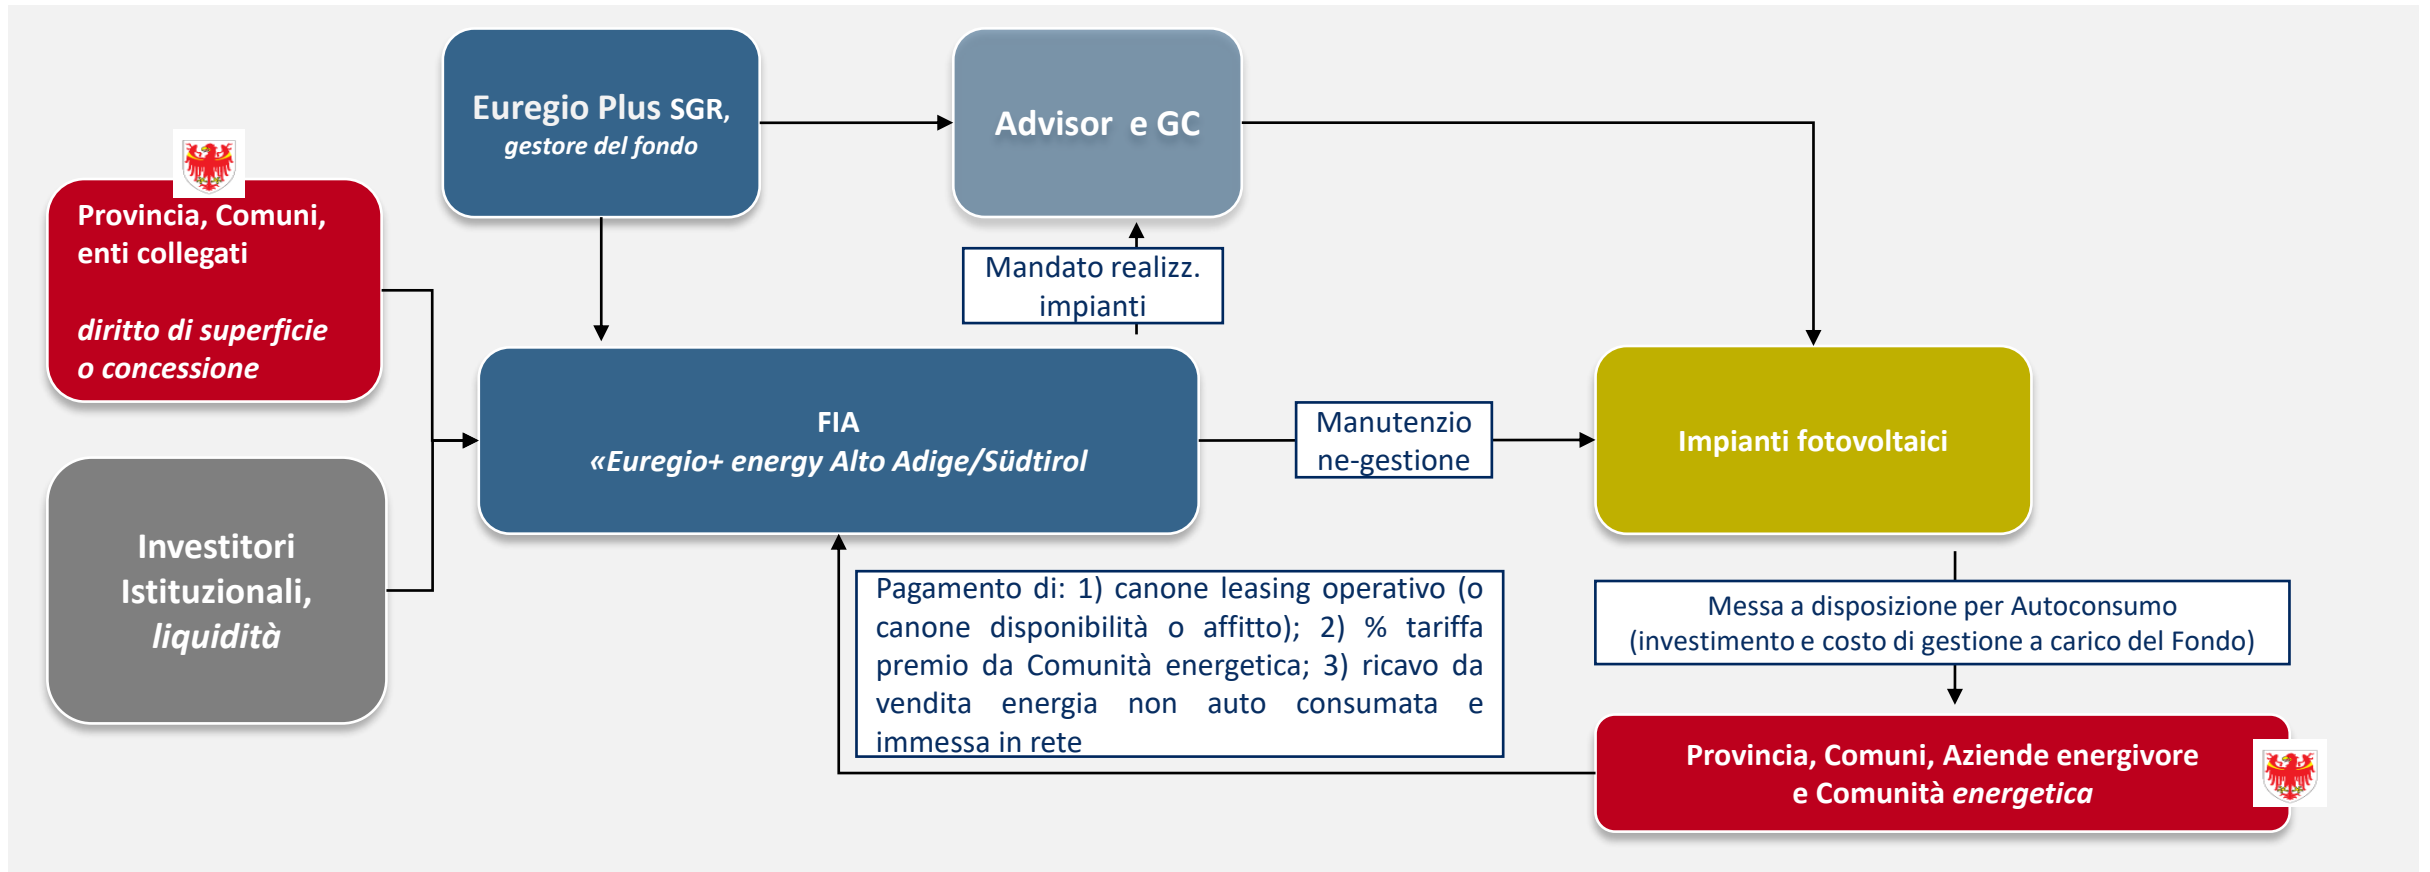 Euregio Plus SGR,
gestore del fondo
Advisor e GC
Provincia, Comuni,
enti collegati
diritto di superficie
o concessione
Mandato realizz.
impianti
FIA
«Euregio+ energy Alto Adige/Südtirol
Manutenzio
ne-gestione
Impianti fotovoltaici
Investitori
Istituzionali,
liquidità
Pagamento di: 1) canone leasing operativo (o
canone disponibilità o affitto); 2) % tariffa
premio da Comunità energetica; 3) ricavo da
vendita energia non auto consumata e
immessa in rete
Messa a disposizione per Autoconsumo
(investimento e costo di gestione a carico del Fondo)
Provincia, Comuni, Aziende energivore
e Comunità energetica